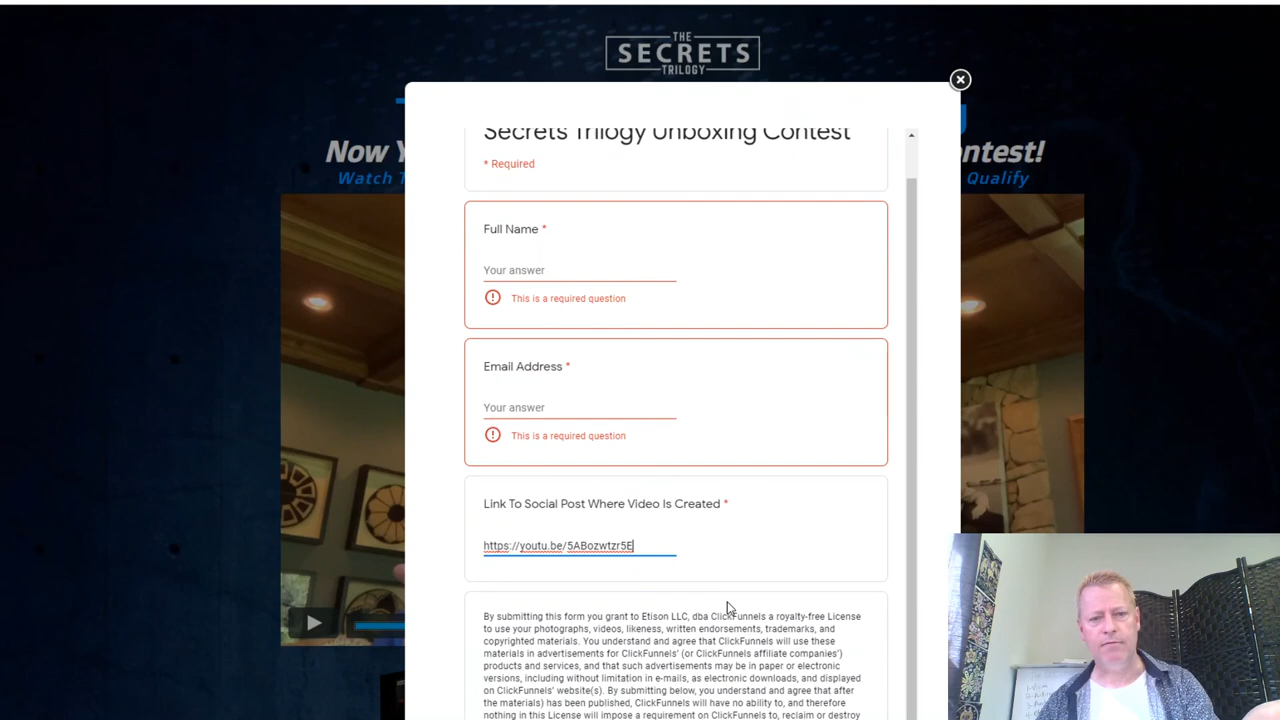 THE
SECRETS
TRILOGY
Now Y
ontest!
Watch T
Qualify
Secrets Trilogy Unboxing Contest
* Required
Full Name *
Your answer
This is a required question
Email Address *
Your answer
This is a required question
Link To Social Post Where Video Is Created *
https://youtu.be/5ABozwtzr5E
By submitting this form you grant to Etison LLC, dba ClickFunnels a royalty-free License
to use your photographs, videos, likeness, written endorsements, trademarks, and
copyrighted materials. You understand and agree that ClickFunnels will use these
materials in advertisements for ClickFunnels' (or ClickFunnels affiliate companies')
products and services, and that such advertisements may be in paper or electronic
versions, including without limitation in e-mails, as electronic downloads, and displayed
on ClickFunnels' website(s). By submitting below, you understand and agree that after
the materials) has been published, ClickFunnels will have no ability to, and therefore
nothing in this License will impose a requirement on ClickFunnels to, reclaim or destroy